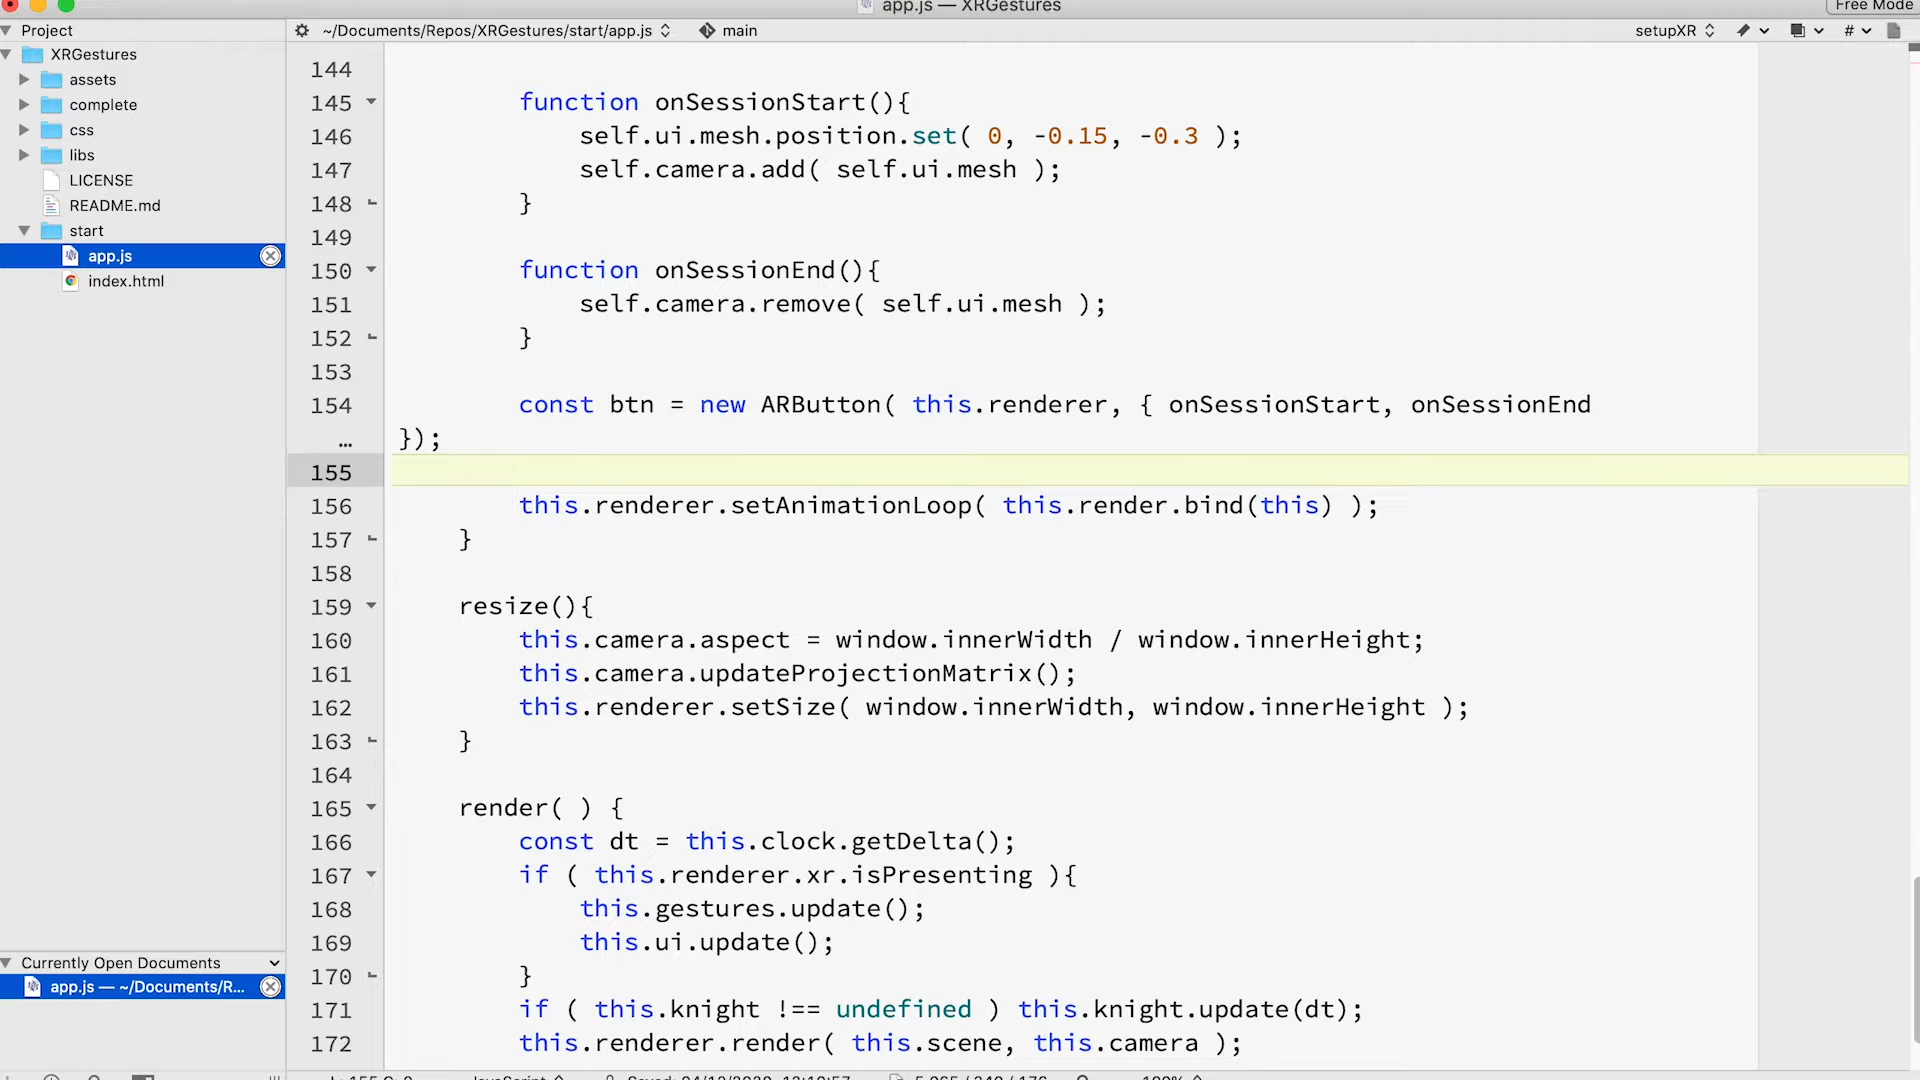 app.js — XRGestures
Free Mode
Project
~/Documents/Repos/XRGestures/start/app.js
main
setupXR
#
XRGestures
assets
complete
css
libs
LICENSE
README.md
start
app.js
index.html
144
145 function onSessionStart(){
146 self.ui.mesh.position.set( 0, -0.15, -0.3 );
147 self.camera.add( self.ui.mesh );
148 }
149
150 function onSessionEnd(){
151 self.camera.remove( self.ui.mesh );
152 }
153
154 const btn = new ARButton( this.renderer, { onSessionStart, onSessionEnd
… });
155
156 this.renderer.setAnimationLoop( this.render.bind(this) );
157 }
158
159 resize(){
160 this.camera.aspect = window.innerWidth / window.innerHeight;
161 this.camera.updateProjectionMatrix();
162 this.renderer.setSize( window.innerWidth, window.innerHeight );
163 }
164
165 render( ) {
166 const dt = this.clock.getDelta();
167 if ( this.renderer.xr.isPresenting ){
168 this.gestures.update();
169 this.ui.update();
170 }
171 if ( this.knight !== undefined ) this.knight.update(dt);
172 this.renderer.render( this.scene, this.camera );
Currently Open Documents
app.js — ~/Documents/R...